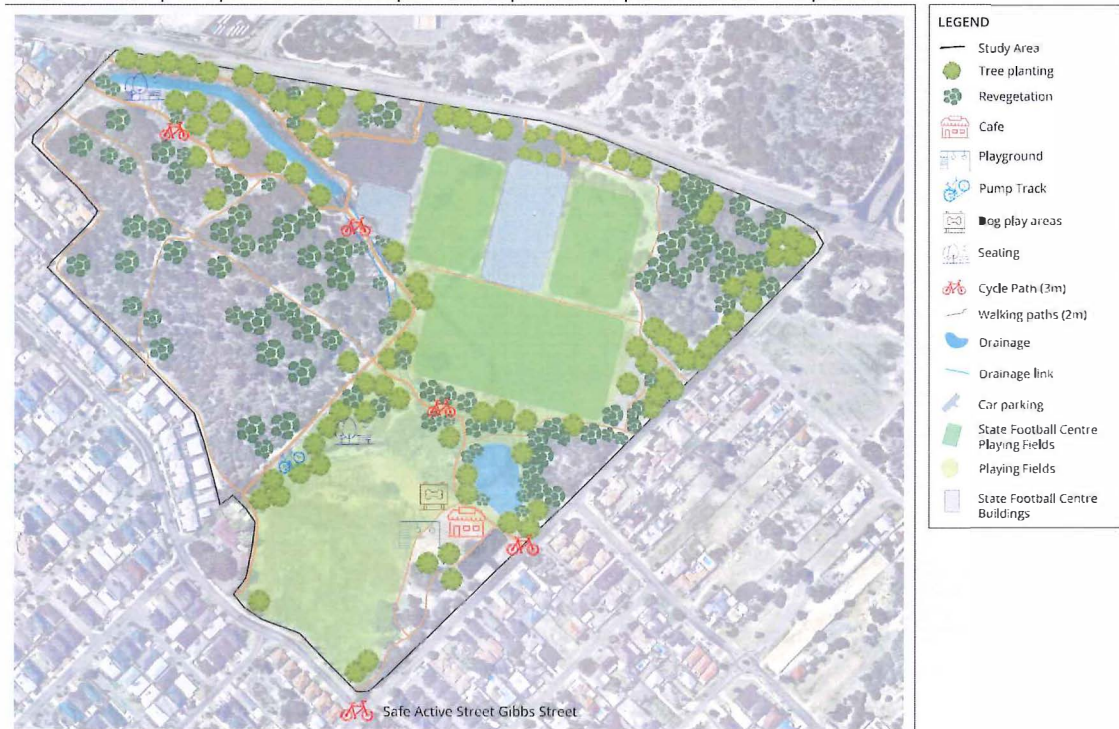 LEGEND
Study Area
Tree planting
Revegetation
Cafe
Playground
Pump Track
Dog play areas
Seating
Cycle Path (3m)
Walking paths (2m)
Drainage
Drainage link
Car parking
State Football Centre
Playing Fields
Playing Fields
State Football Centre
Buildings
Safe Active Street Gibbs Street